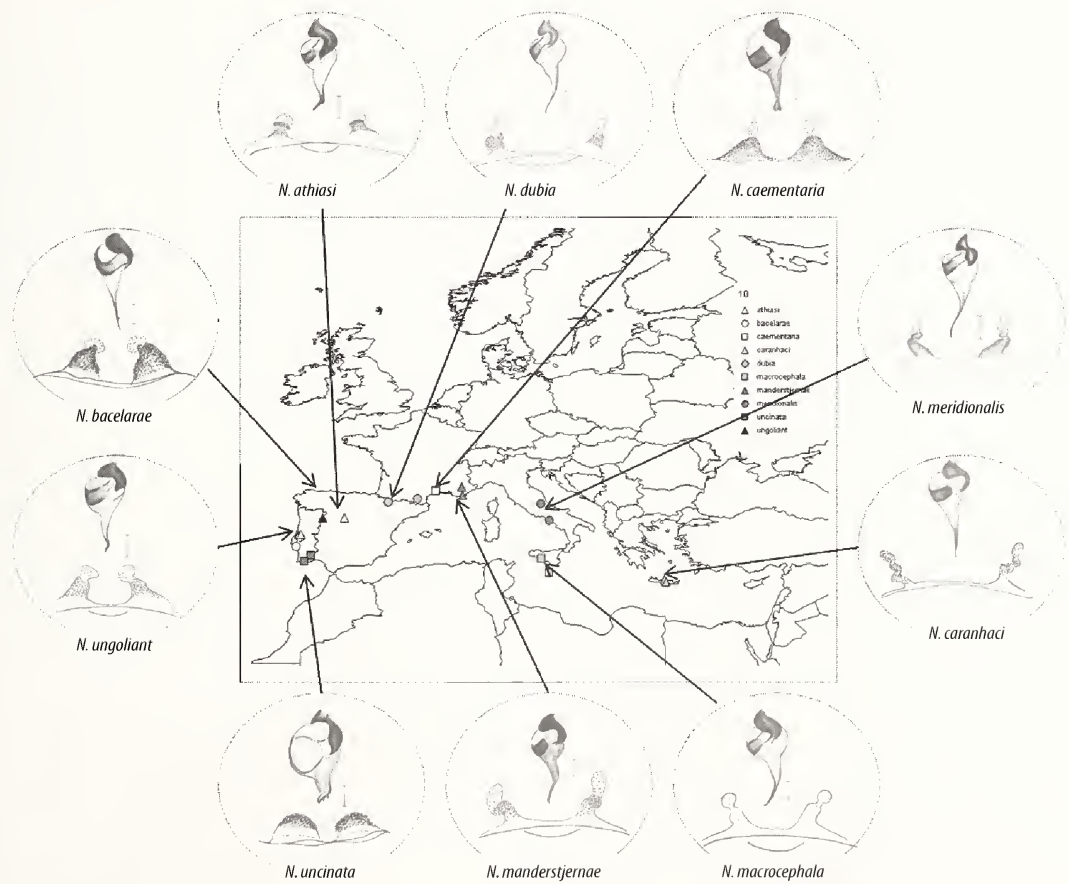 N. athiasi
N. dubia
N. caementaria
N. bacelarae
N. meridionalis
10
athiasi
bacelarae
caementaria
caranhaci
dubia
macrocephala
manderstjernae
meridionalis
uncinata
ungoliant
N. ungoliant
N. caranhaci
N. uncinata
N. manderstjernae
N. macrocephala